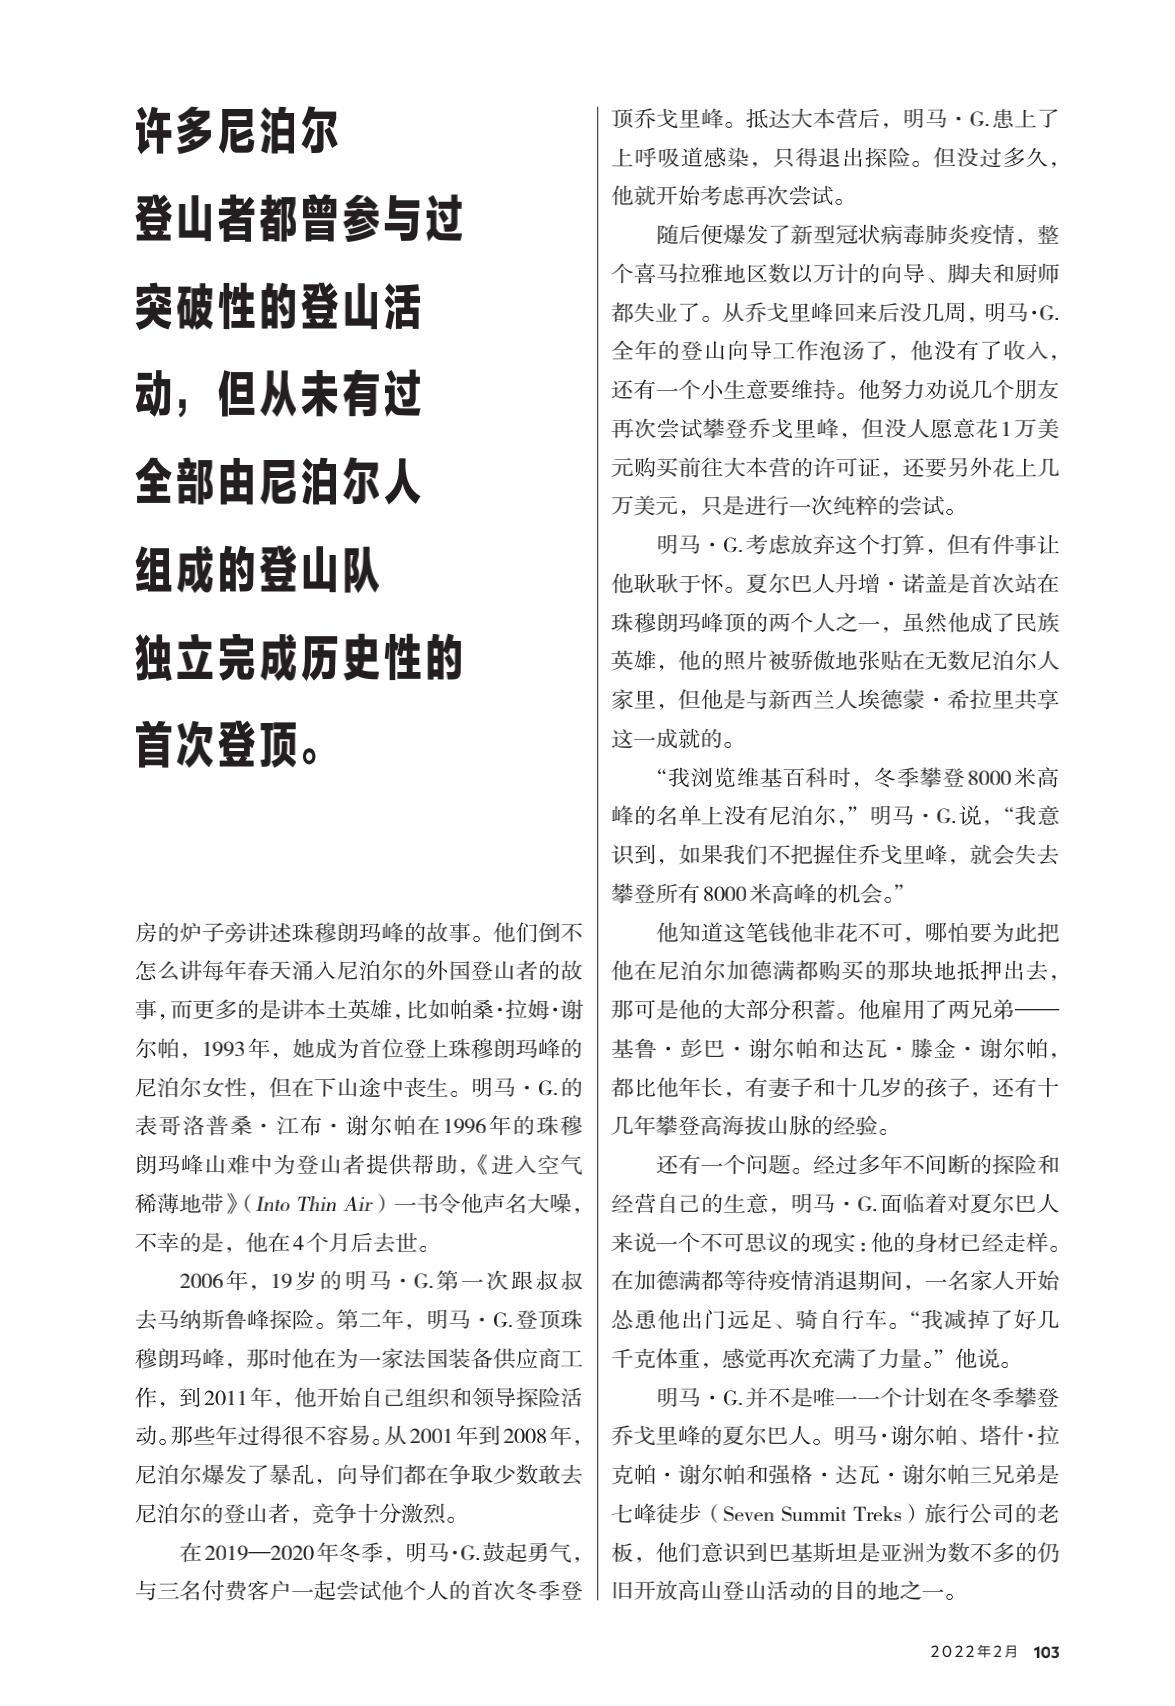 许多尼泊尔
登山者都曾参与过
突破性的登山活
动，但从未有过
全部由尼泊尔人
组成的登山队
独立完成历史性的
首次登顶。
房的炉子旁讲述珠穆朗玛峰的故事。他们倒不
怎么讲每年春天涌入尼泊尔的外国登山者的故
事，而更多的是讲本土英雄，比如帕桑·拉姆·谢
尔帕，1993年，她成为首位登上珠穆朗玛峰的
尼泊尔女性，但在下山途中丧生。明马·G.的
表哥洛普桑·江布·谢尔帕在1996年的珠穆
朗玛峰山难中为登山者提供帮助，《进入空气
稀薄地带》（Into Thin Air）一书令他声名大噪，
不幸的是，他在4个月后去世。
2006年，19岁的明马·G.第一次跟叔叔
去马纳斯鲁峰探险。第二年，明马·G.登顶珠
穆朗玛峰，那时他在为一家法国装备供应商工
作，到2011年，他开始自己组织和领导探险活
动。那些年过得很不容易。从2001年到2008年，
尼泊尔爆发了暴乱，向导们都在争取少数敢去
尼泊尔的登山者，竞争十分激烈。
在2019—2020年冬季，明马·G.鼓起勇气，
与三名付费客户一起尝试他个人的首次冬季登
顶乔戈里峰。抵达大本营后，明马·G.患上了
上呼吸道感染，只得退出探险。但没过多久，
他就开始考虑再次尝试。
随后便爆发了新型冠状病毒肺炎疫情，整
个喜马拉雅地区数以万计的向导、脚夫和厨师
都失业了。从乔戈里峰回来后没几周，明马·G.
全年的登山向导工作泡汤了，他没有了收入，
还有一个小生意要维持。他努力劝说几个朋友
再次尝试攀登乔戈里峰，但没人愿意花1万美
元购买前往大本营的许可证，还要另外花上几
万美元，只是进行一次纯粹的尝试。
明马·G.考虑放弃这个打算，但有件事让
他耿耿于怀。夏尔巴人丹增·诺盖是首次站在
珠穆朗玛峰顶的两个人之一，虽然他成了民族
英雄，他的照片被骄傲地张贴在无数尼泊尔人
家里，但他是与新西兰人埃德蒙·希拉里共享
这一成就的。
“我浏览维基百科时，冬季攀登8000米高
峰的名单上没有尼泊尔，”明马·G.说，“我意
识到，如果我们不把握住乔戈里峰，就会失去
攀登所有8000米高峰的机会。”
他知道这笔钱他非花不可，哪怕要为此把
他在尼泊尔加德满都购买的那块地抵押出去，
那可是他的大部分积蓄。他雇用了两兄弟——
基鲁·彭巴·谢尔帕和达瓦·滕金·谢尔帕，
都比他年长，有妻子和十几岁的孩子，还有十
几年攀登高海拔山脉的经验。
还有一个问题。经过多年不间断的探险和
经营自己的生意，明马·G.面临着对夏尔巴人
来说一个不可思议的现实：他的身材已经走样。
在加德满都等待疫情消退期间，一名家人开始
怂恿他出门远足、骑自行车。“我减掉了好几
千克体重，感觉再次充满了力量。”他说。
明马·G.并不是唯一一个计划在冬季攀登
乔戈里峰的夏尔巴人。明马·谢尔帕、塔什·拉
克帕·谢尔帕和强格·达瓦·谢尔帕三兄弟是
七峰徒步（Seven Summit Treks）旅行公司的老
板，他们意识到巴基斯坦是亚洲为数不多的仍
旧开放高山登山活动的目的地之一。
2022年2月 103